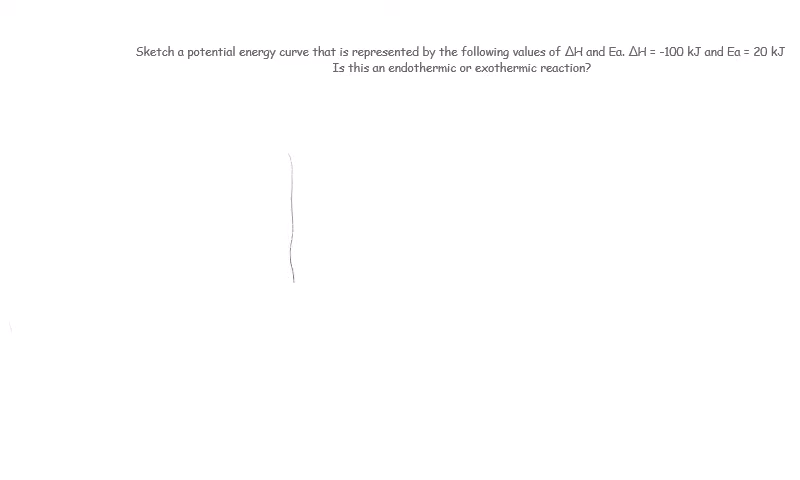 Sketch a potential energy curve that is represented by the following values of ΔH and Ea. ΔH = -100 kJ and Ea = 20 kJ
Is this an endothermic or exothermic reaction?